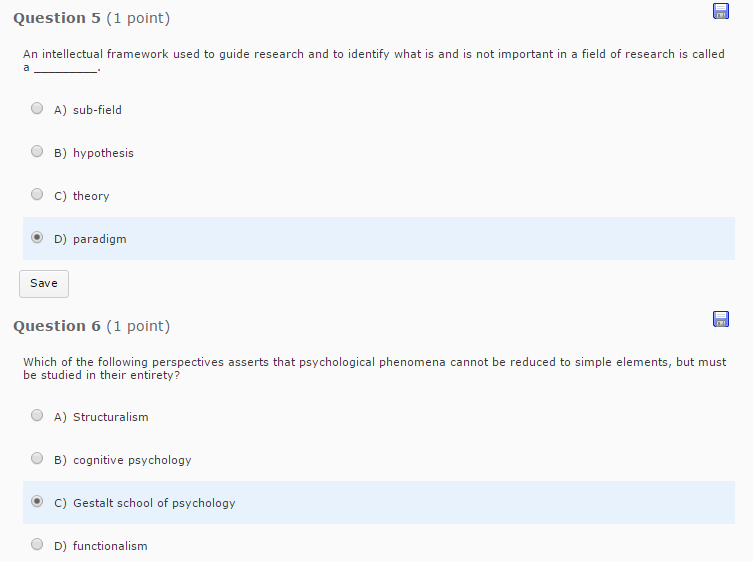 Question 5 (1 point)
An intellectual framework used to guide research and to identify what is and is not important in a field of research is called
a __________.
A) sub-field
B) hypothesis
C) theory
D) paradigm
Save
Question 6 (1 point)
Which of the following perspectives asserts that psychological phenomena cannot be reduced to simple elements, but must
be studied in their entirety?
A) Structuralism
B) cognitive psychology
C) Gestalt school of psychology
D) functionalism